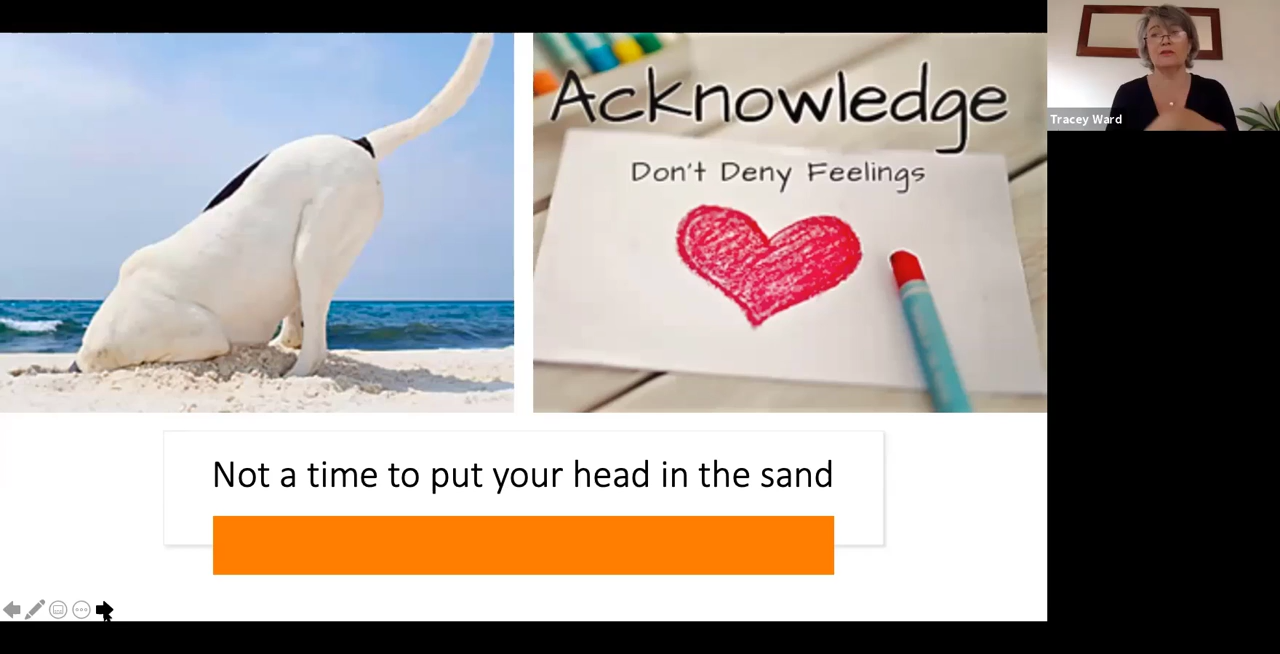 Acknowledge
Don't Deny Feelings
Not a time to put your head in the sand
Tracey Ward